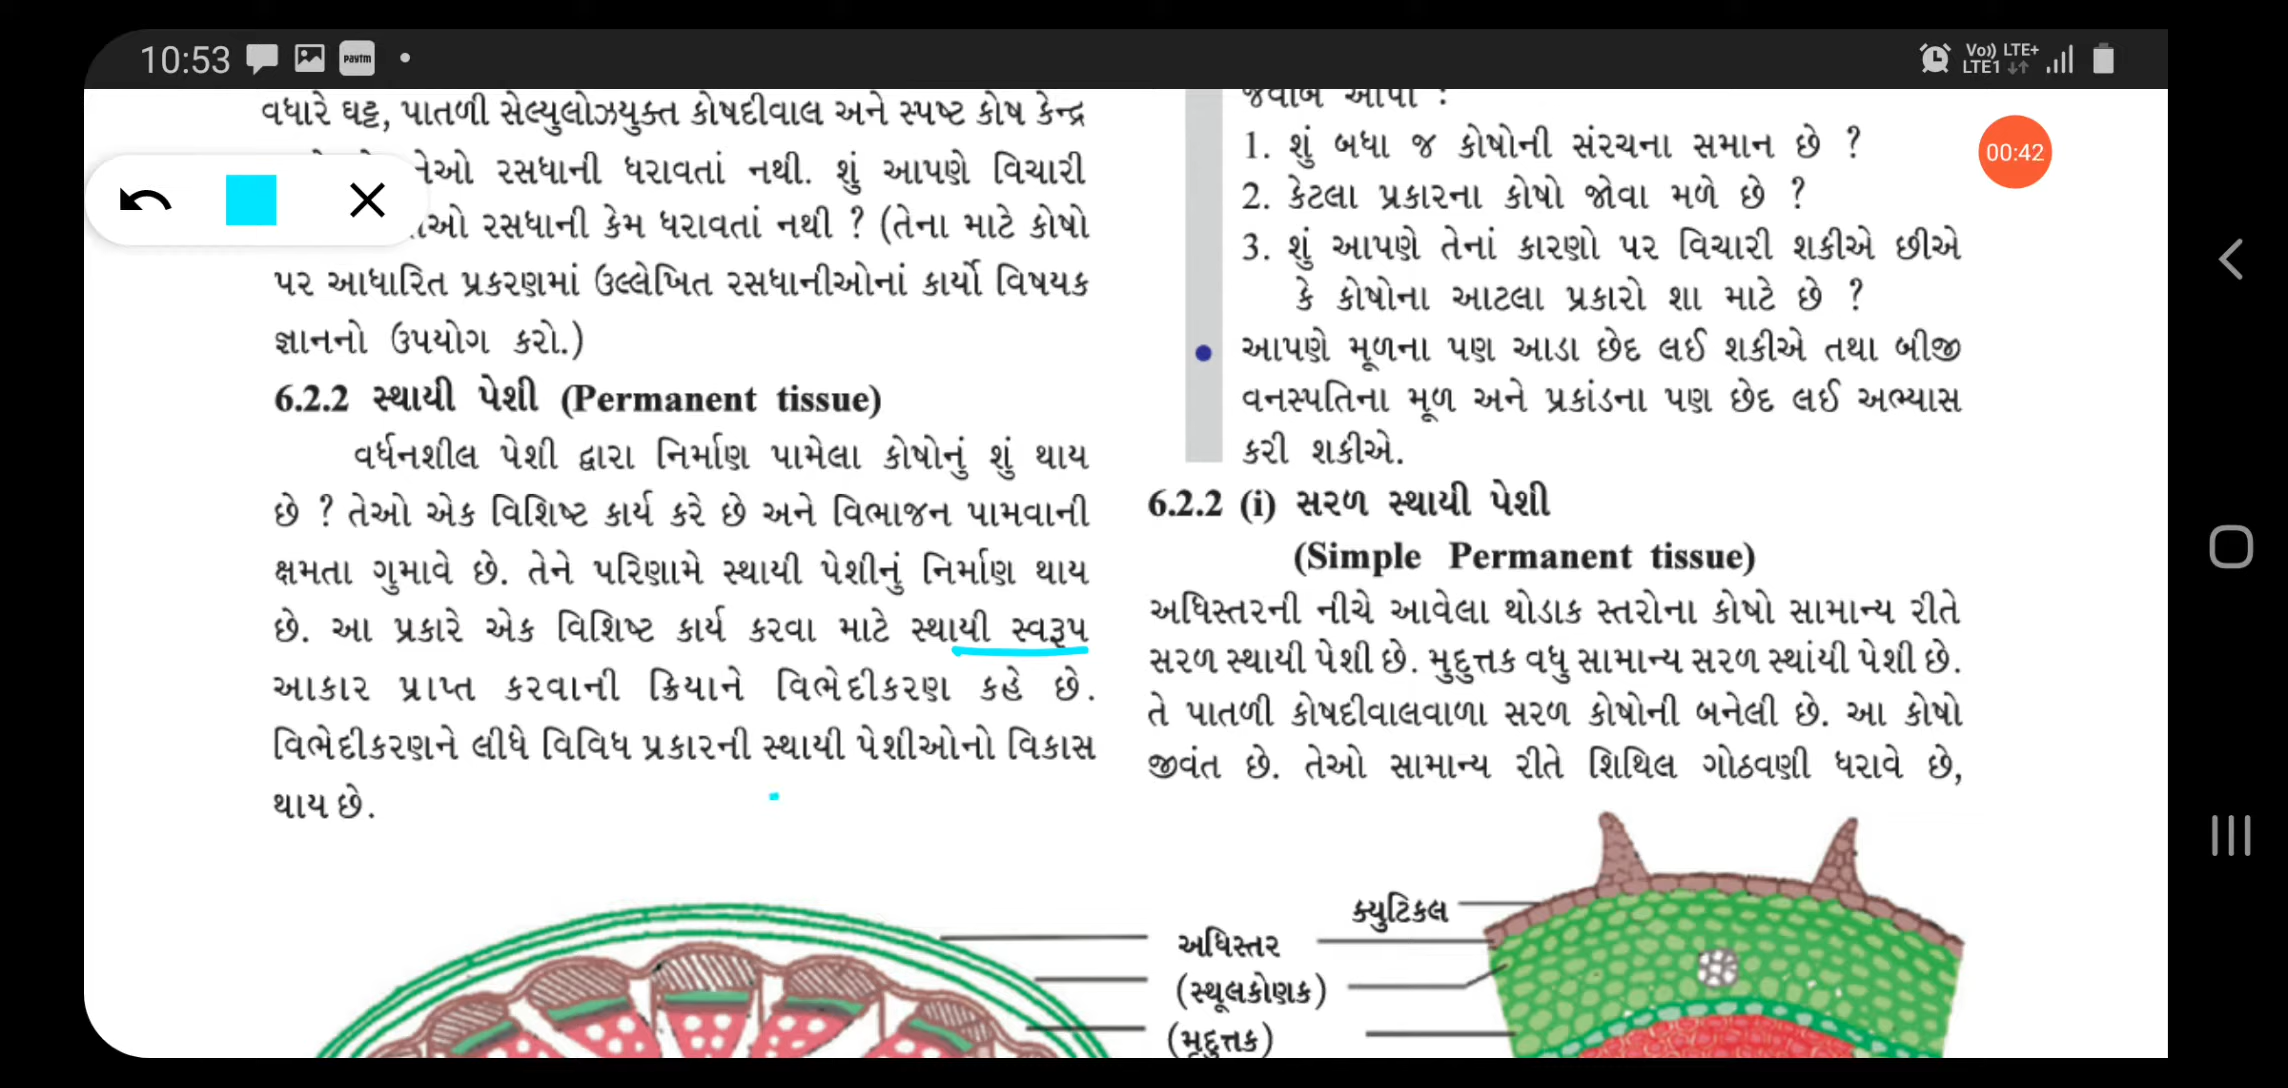 10:53
paytm
Vo)) LTE+
LTE1
વધારે ઘટ્ટ, પાતળી સેલ્યુલોઝયુક્ત કોષદીવાલ અને સ્પષ્ટ કોષ કેન્દ્ર
રસધાની ધરાવતાં નથી. શું આપણે વિચારી
રસધાની કેમ ધરાવતાં નથી ? (તેના માટે કોષો
પર આધારિત પ્રકરણમાં ઉલ્લેખિત રસધાનીઓનાં કાર્યો વિષયક
જ્ઞાનનો ઉપયોગ કરો.)
6.2.2 સ્થાયી પેશી (Permanent tissue)
વર્ધનશીલ પેશી દ્વારા નિર્માણ પામેલા કોષોનું શું થાય
છે ? તેઓ એક વિશિષ્ટ કાર્ય કરે છે અને વિભાજન પામવાની
ક્ષમતા ગુમાવે છે. તેને પરિણામે સ્થાયી પેશીનું નિર્માણ થાય
છે. આ પ્રકારે એક વિશિષ્ટ કાર્ય કરવા માટે સ્થાયી સ્વરૂપ
આકાર પ્રાપ્ત કરવાની ક્રિયાને વિભેદીકરણ કહે છે.
વિભેદીકરણને લીધે વિવિધ પ્રકારની સ્થાયી પેશીઓનો વિકાસ
થાય છે.
જવાબ આપો :
1. શું બધા જ કોષોની સંરચના સમાન છે ?
2. કેટલા પ્રકારના કોષો જોવા મળે છે ?
3. શું આપણે તેનાં કારણો પર વિચારી શકીએ છીએ
કે કોષોના આટલા પ્રકારો શા માટે છે ?
• આપણે મૂળના પણ આડા છેદ લઈ શકીએ તથા બીજી
વનસ્પતિના મૂળ અને પ્રકાંડના પણ છેદ લઈ અભ્યાસ
કરી શકીએ.
6.2.2 (i) સરળ સ્થાયી પેશી
(Simple Permanent tissue)
અધિસ્તરની નીચે આવેલા થોડાક સ્તરોના કોષો સામાન્ય રીતે
સરળ સ્થાયી પેશી છે. મુદુત્તક વધુ સામાન્ય સરળ સ્થાંયી પેશી છે.
તે પાતળી કોષદીવાલવાળા સરળ કોષોની બનેલી છે. આ કોષો
જીવંત છે. તેઓ સામાન્ય રીતે શિથિલ ગોઠવણી ધરાવે છે,
00:42
ક્યુટિકલ
અધિસ્તર
(સ્થૂલકોણક)
(મૃદુત્તક)